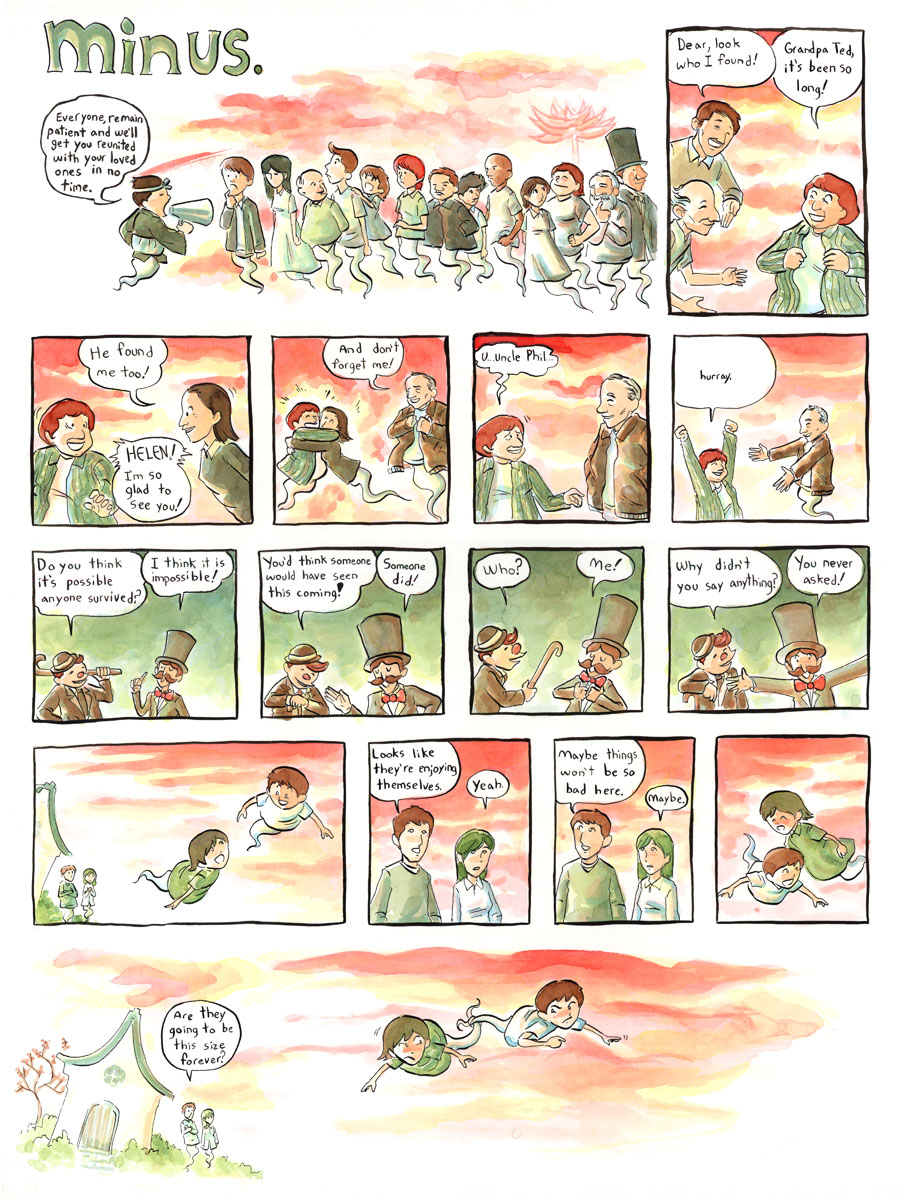 minus.
Everyone, remain
patient and we'll
get you reunited
with your loved
ones in no
time.
Dear, look
who I found!
Grandpa Ted,
it's been so
long!
He found
me too!
HELEN!
I'm so
glad to
see you!
And don't
forget me!
U...Uncle Phil...
hurray.
Do you think
it's possible
anyone survived?
I think it is
impossible!
You'd think someone
would have seen
this coming!
Someone
did!
Who?
Me!
Why didn't
you say anything?
You never
asked!
Looks like
they're enjoying
themselves.
Yeah.
Maybe things
won't be so
bad here.
Maybe.
Are they
going to be
this size
forever?